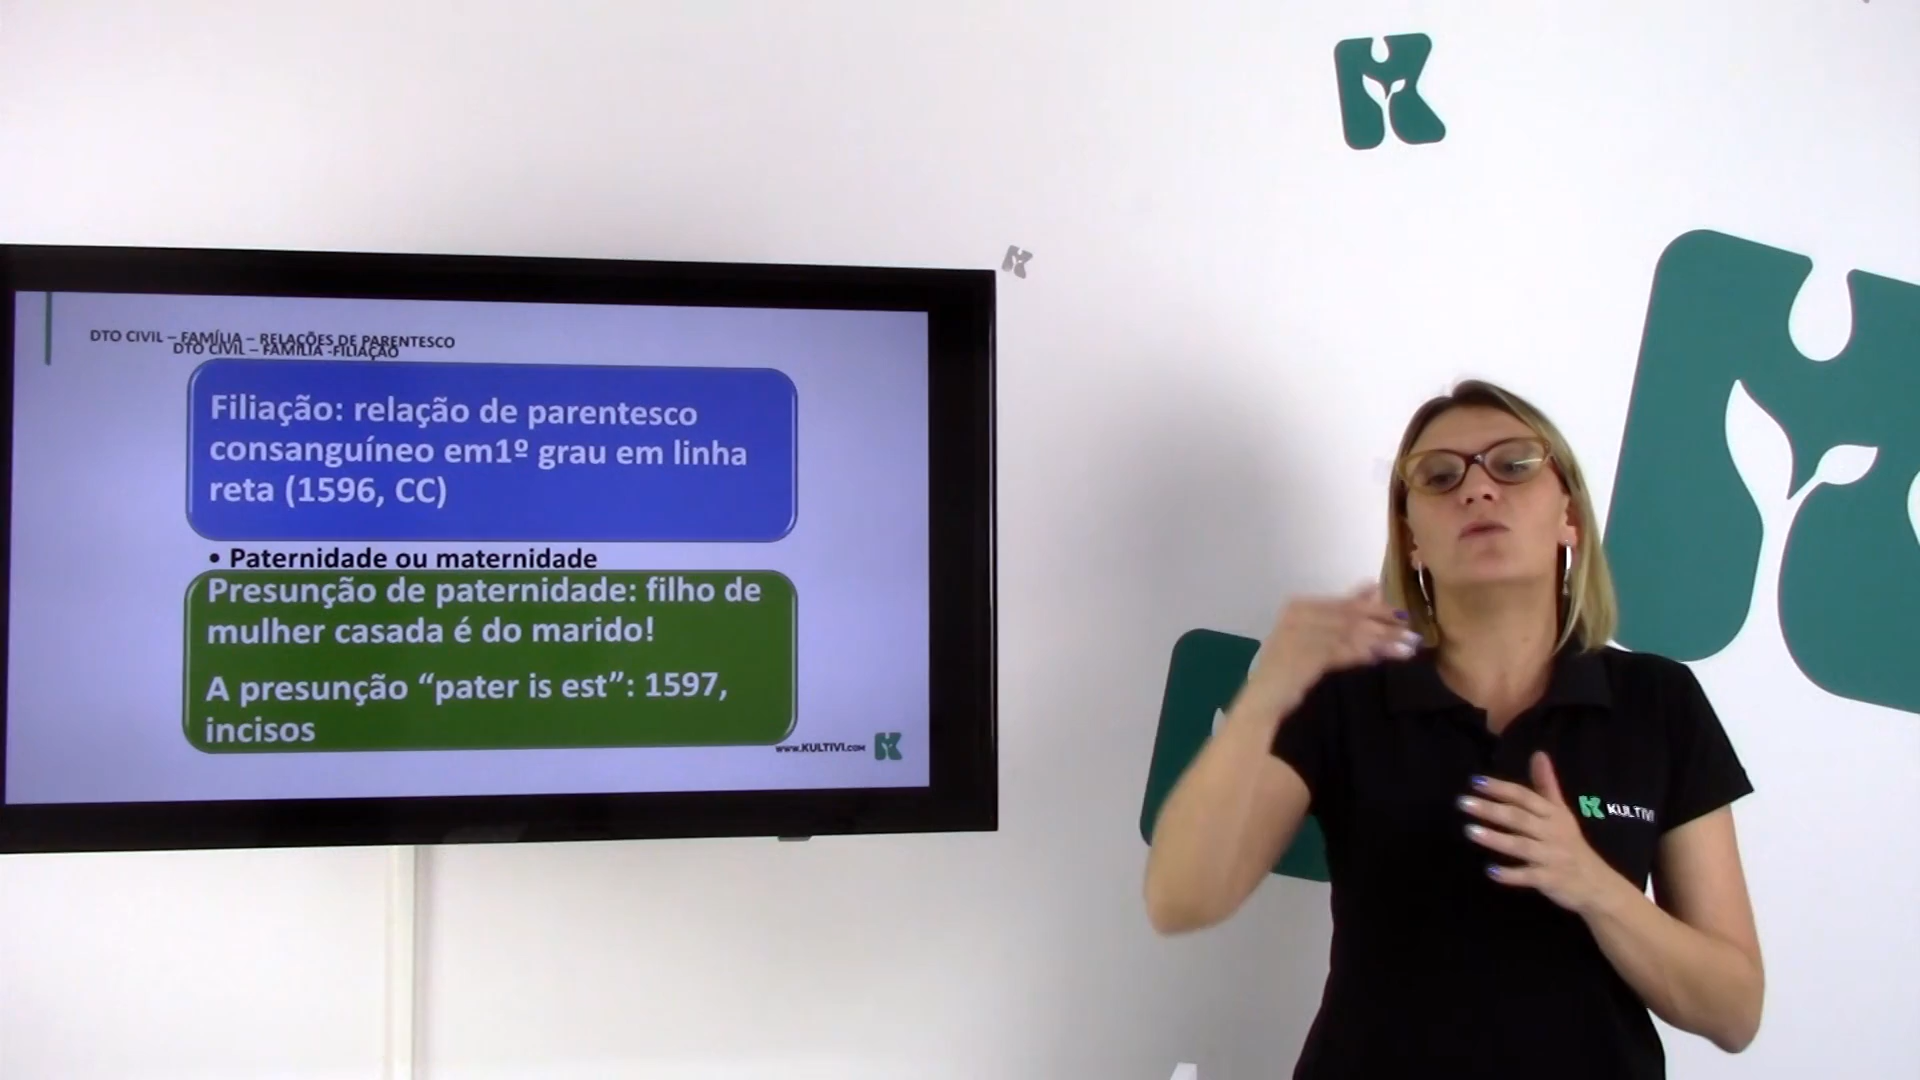 DTO CIVIL – FAMÍLIA – RELAÇÕES DE PARENTESCO
DTO CIVIL – FAMÍLIA -FILIAÇÃO
Filiação: relação de parentesco
consanguíneo em1º grau em linha
reta (1596, CC)
• Paternidade ou maternidade
Presunção de paternidade: filho de
mulher casada é do marido!
A presunção “pater is est”: 1597,
incisos
www.KULTIVI.COM
KULTIVI